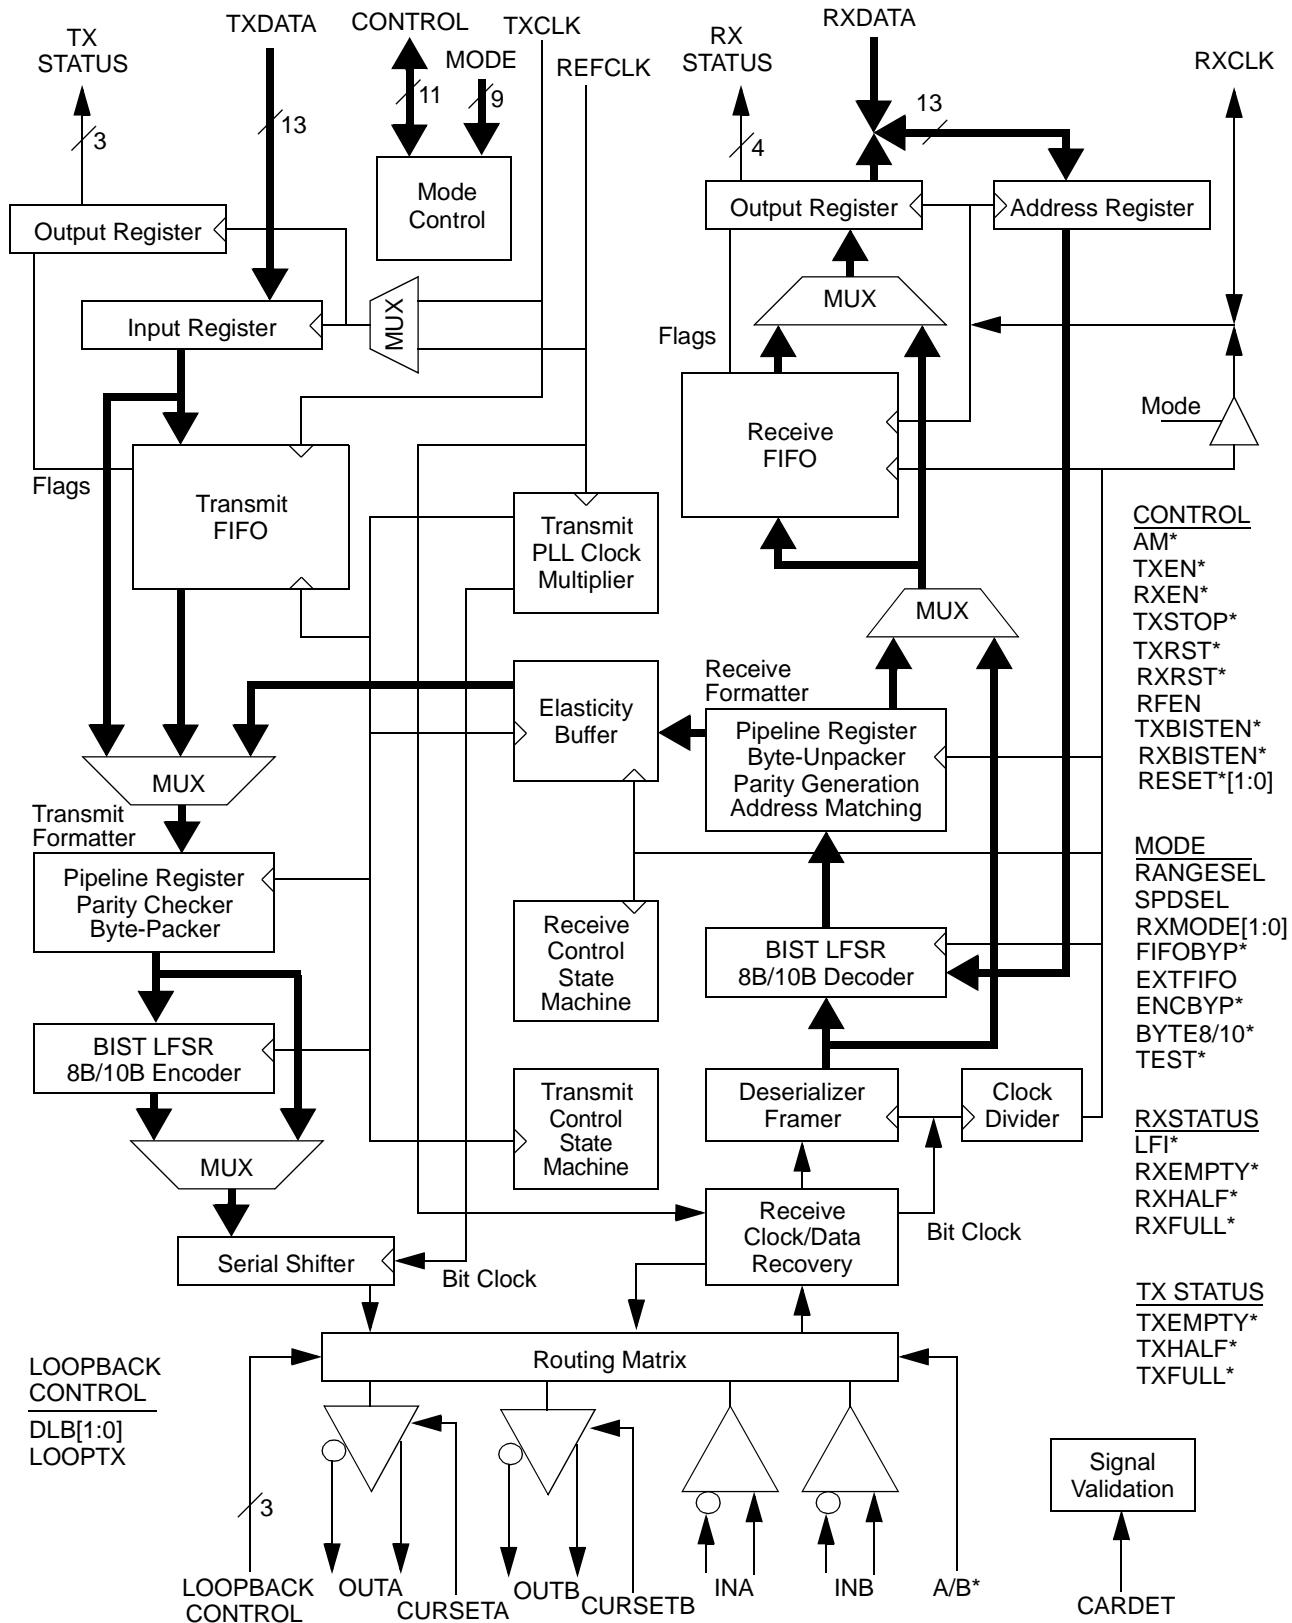 TX
STATUS
TXDATA
CONTROL
MODE
TXCLK
REFCLK
RX
STATUS
RXDATA
RXCLK
3
13
11
9
4
13
Mode
Control
Output Register
Input Register
MUX
Output Register
Address Register
MUX
Flags
Receive
FIFO
Mode
Flags
Transmit
FIFO
Transmit
PLL Clock
Multiplier
MUX
Elasticity
Buffer
Receive
Formatter
Pipeline Register
Byte-Unpacker
Parity Generation
Address Matching
MUX
Transmit
Formatter
Pipeline Register
Parity Checker
Byte-Packer
Receive
Control
State
Machine
BIST LFSR
8B/10B Decoder
BIST LFSR
8B/10B Encoder
Transmit
Control
State
Machine
Deserializer
Framer
Clock
Divider
MUX
Receive
Clock/Data
Recovery
Bit Clock
Serial Shifter
Bit Clock
Routing Matrix
CONTROL
AM*
TXEN*
RXEN*
TXSTOP*
TXRST*
RXRST*
RFEN
TXBISTEN*
RXBISTEN*
RESET*[1:0]
MODE
RANGESEL
SPDSEL
RXMODE[1:0]
FIFOBYP*
EXTFIFO
ENCBYP*
BYTE8/10*
TEST*
RXSTATUS
LFI*
RXEMPTY*
RXHALF*
RXFULL*
TX STATUS
TXEMPTY*
TXHALF*
TXFULL*
LOOPBACK
CONTROL
DLB[1:0]
LOOPTX
3
Signal
Validation
LOOPBACK
CONTROL
OUTA
CURSETA
OUTB
CURSETB
INA
INB
A/B*
CARDET